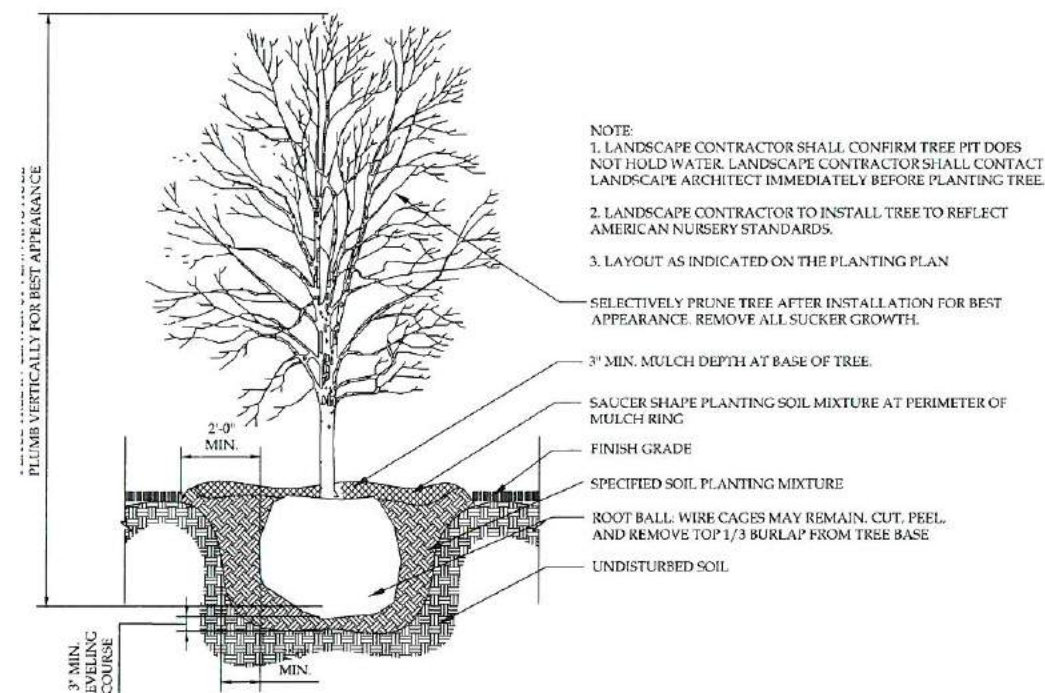 NOTE:
1. LANDSCAPE CONTRACTOR SHALL CONFIRM TREE PIT DOES
NOT HOLD WATER. LANDSCAPE CONTRACTOR SHALL CONTACT
LANDSCAPE ARCHITECT IMMEDIATELY BEFORE PLANTING TREE.
2. LANDSCAPE CONTRACTOR TO INSTALL TREE TO REFLECT
AMERICAN NURSERY STANDARDS.
3. LAYOUT AS INDICATED ON THE PLANTING PLAN
SELECTIVELY PRUNE TREE AFTER INSTALLATION FOR BEST
APPEARANCE. REMOVE ALL SUCKER GROWTH.
3" MIN. MULCH DEPTH AT BASE OF TREE.
SAUCER SHAPE PLANTING SOIL MIXTURE AT PERIMETER OF
MULCH RING
FINISH GRADE
SPECIFIED SOIL PLANTING MIXTURE
ROOT BALL: WIRE CAGES MAY REMAIN. CUT, PEEL,
AND REMOVE TOP 1/3 BURLAP FROM TREE BASE
UNDISTURBED SOIL
PLUMB VERTICALLY FOR BEST APPEARANCE
2'-0"
MIN.
3" MIN.
EVELING
COURSE
MIN.